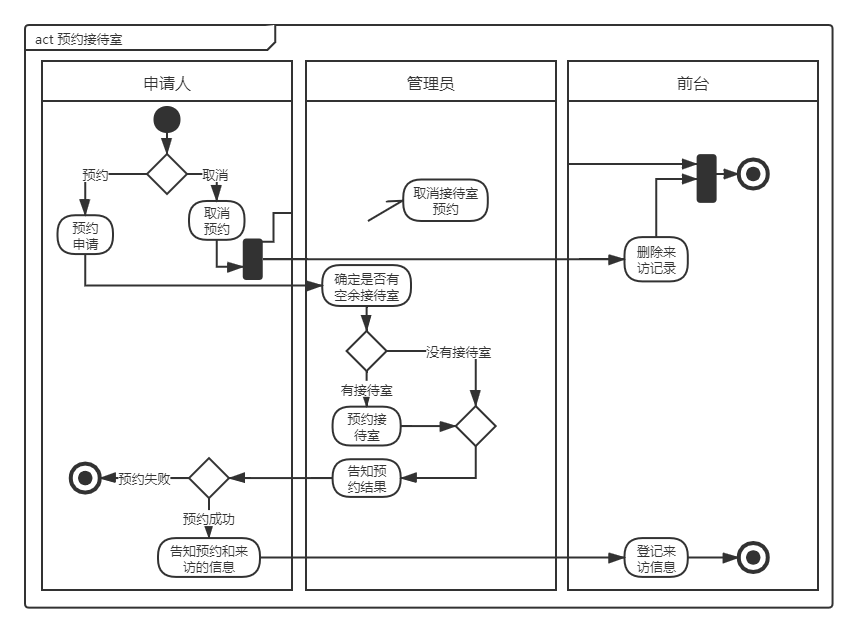 act 预约接待室
申请人
管理员
前台
预约
取消
取消接待室
预约
预约
申请
取消
预约
删除来
访记录
确定是否有
空余接待室
没有接待室
有接待室
预约接
待室
预约失败
告知预
约结果
预约成功
告知预约和来
访的信息
登记来
访信息